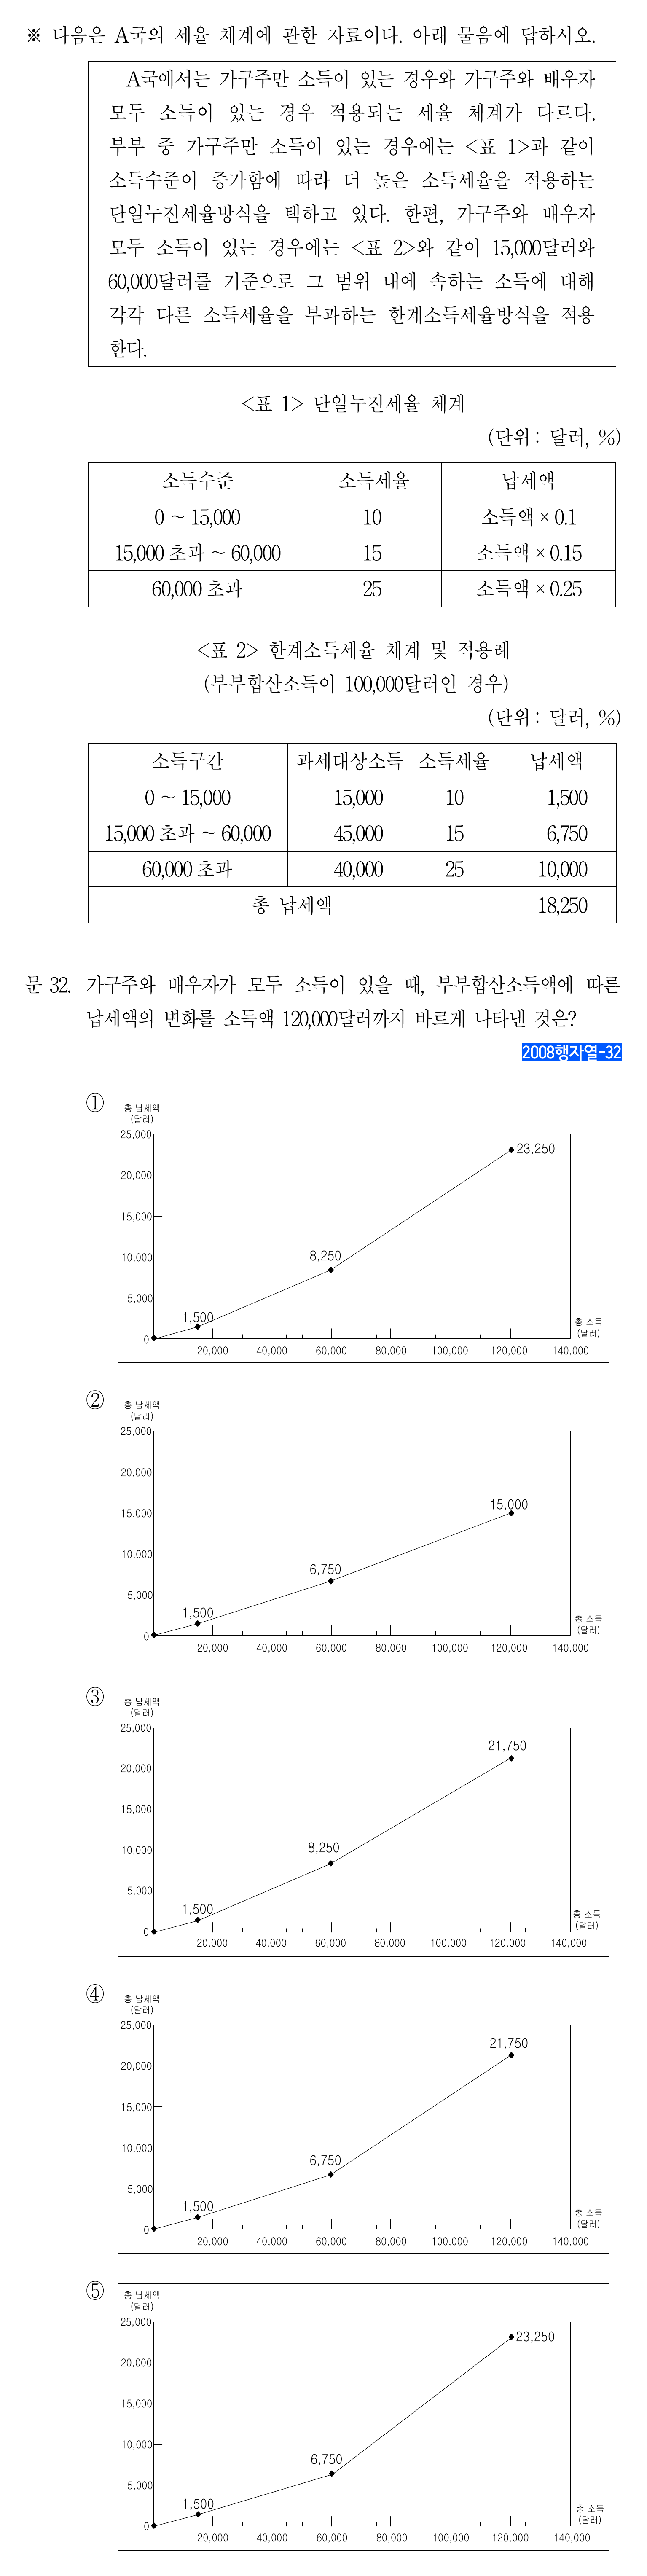 ※ 다음은 A국의 세율 체계에 관한 자료이다. 아래 물음에 답하시오.
A국에서는 가구주만 소득이 있는 경우와 가구주와 배우자
모두 소득이 있는 경우 적용되는 세율 체계가 다르다.
부부 중 가구주만 소득이 있는 경우에는 <표 1>과 같이
소득수준이 증가함에 따라 더 높은 소득세율을 적용하는
단일누진세율방식을 택하고 있다. 한편, 가구주와 배우자
모두 소득이 있는 경우에는 <표 2>와 같이 15,000달러와
60,000달러를 기준으로 그 범위 내에 속하는 소득에 대해
각각 다른 소득세율을 부과하는 한계소득세율방식을 적용
한다.
<표 1> 단일누진세율 체계
(단위 : 달러, %)
소득수준 소득세율 납세액
0 ~ 15,000 10 소득액 × 0.1
15,000 초과 ~ 60,000 15 소득액 × 0.15
60,000 초과 25 소득액 × 0.25
<표 2> 한계소득세율 체계 및 적용례
(부부합산소득이 100,000달러인 경우)
(단위 : 달러, %)
소득구간 과세대상소득 소득세율 납세액
0 ~ 15,000 15,000 10 1,500
15,000 초과 ~ 60,000 45,000 15 6,750
60,000 초과 40,000 25 10,000
총 납세액 18,250
문 32. 가구주와 배우자가 모두 소득이 있을 때, 부부합산소득액에 따른
납세액의 변화를 소득액 120,000달러까지 바르게 나타낸 것은?
2008행자열-32
①
총 납세액
(달러)
25,000
23,250
20,000
15,000
10,000
8,250
5,000
1,500
총 소득
(달러)
0
20,000 40,000 60,000 80,000 100,000 120,000 140,000
②
총 납세액
(달러)
25,000
20.000
15,000
15,000
10,000
6,750
5,000
1,500
총 소득
(달러)
0
20,000 40,000 60,000 80,000 100,000 120,000 140,000
③
총 납세액
(달러)
25,000
21,750
20.000
15,000
10,000
8,250
5,000
1,500
총 소득
(달러)
0
20,000 40,000 60,000 80,000 100,000 120,000 140,000
④
총 납세액
(달러)
25,000
21,750
20,000
15,000
10,000
6,750
5,000
1,500
총 소득
(달러)
0
20,000 40,000 60,000 80,000 100,000 120,000 140,000
⑤
총 납세액
(달러)
25,000
23,250
20,000
15,000
10,000
6,750
5,000
1,500
총 소득
(달러)
0
20,000 40,000 60,000 80,000 100,000 120,000 140,000